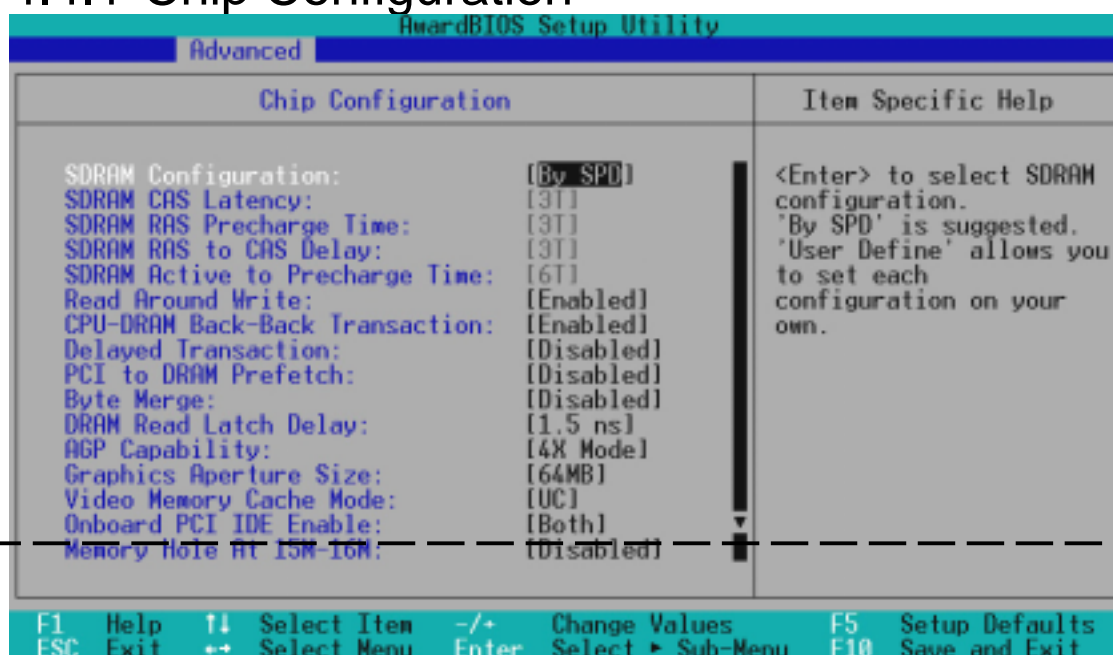 4.4.1 Chip Configuration
AwardBIOS Setup Utility
Advanced
Chip Configuration
Item Specific Help
SDRAM Configuration: [By SPD]
SDRAM CAS Latency: [3T]
SDRAM RAS Precharge Time: [3T]
SDRAM RAS to CAS Delay: [3T]
SDRAM Active to Precharge Time: [6T]
Read Around Write: [Enabled]
CPU-DRAM Back-Back Transaction: [Enabled]
Delayed Transaction: [Disabled]
PCI to DRAM Prefetch: [Disabled]
Byte Merge: [Disabled]
DRAM Read Latch Delay: [1.5 ns]
AGP Capability: [4X Mode]
Graphics Aperture Size: [64MB]
Video Memory Cache Mode: [UC]
Onboard PCI IDE Enable: [Both]
Memory Hole At 15M-16M: [Disabled]
<Enter> to select SDRAM
configuration.
'By SPD' is suggested.
'User Define' allows you
to set each
configuration on your
own.
F1 Help ↑↓ Select Item -/+ Change Values F5 Setup Defaults
ESC Exit ←→ Select Menu Enter Select ► Sub-Menu F10 Save and Exit